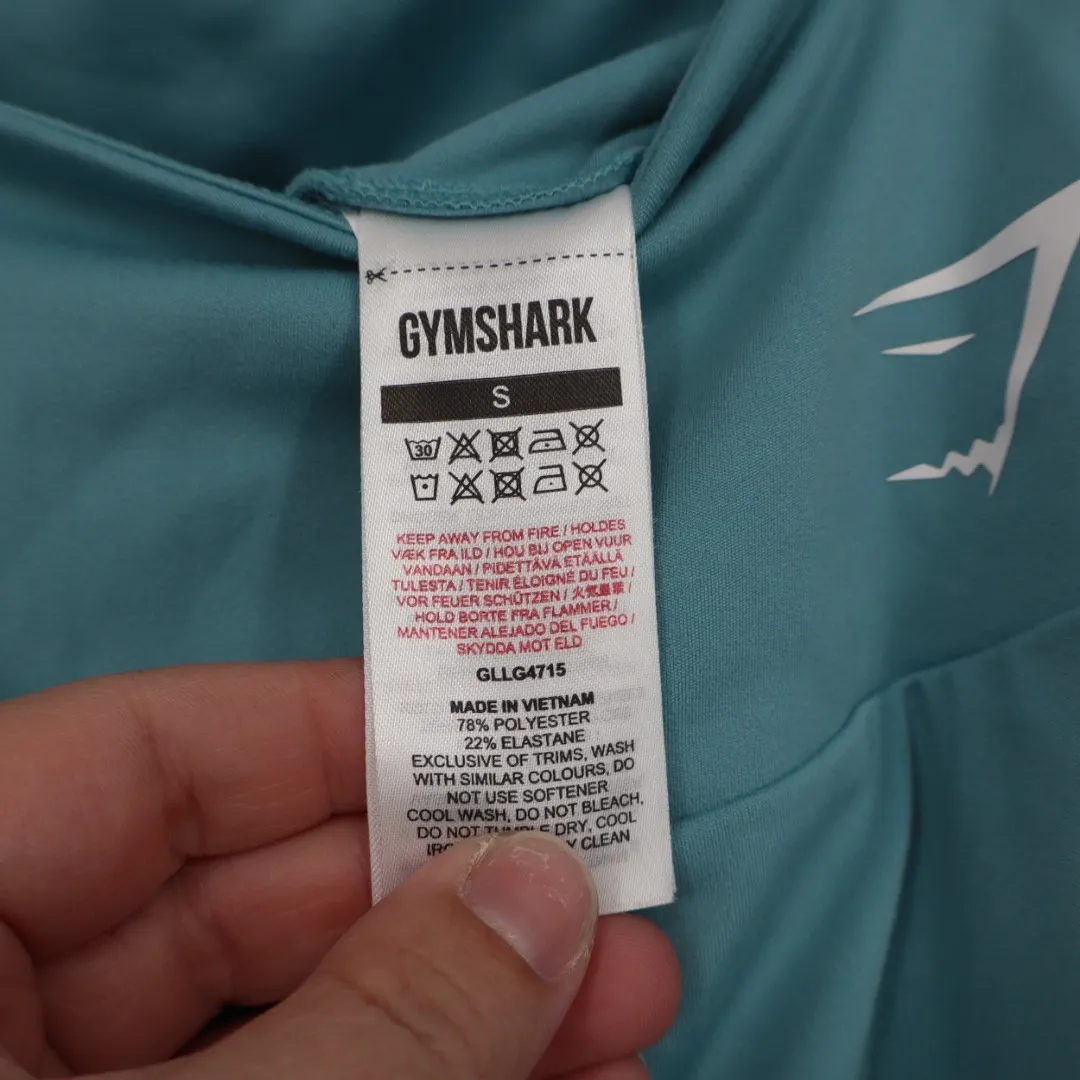 GYMSHARK
S
30
KEEP AWAY FROM FIRE / HOLDES
VÆK FRA ILD / HOU BIJ OPEN VUUR
VANDAAN / PIDETTÄVÄ ETÄÄLLÄ
TULESTA / TENIR ÉLOIGNÉ DU FEU /
VOR FEUER SCHÜTZEN / 火気厳禁 /
HOLD BORTE FRA FLAMMER /
MANTENER ALEJADO DEL FUEGO /
SKYDDA MOT ELD
GLLG4715
MADE IN VIETNAM
78% POLYESTER
22% ELASTANE
EXCLUSIVE OF TRIMS, WASH
WITH SIMILAR COLOURS, DO
NOT USE SOFTENER
COOL WASH, DO NOT BLEACH,
DO NOT TUMBLE DRY, COOL
CLEAN